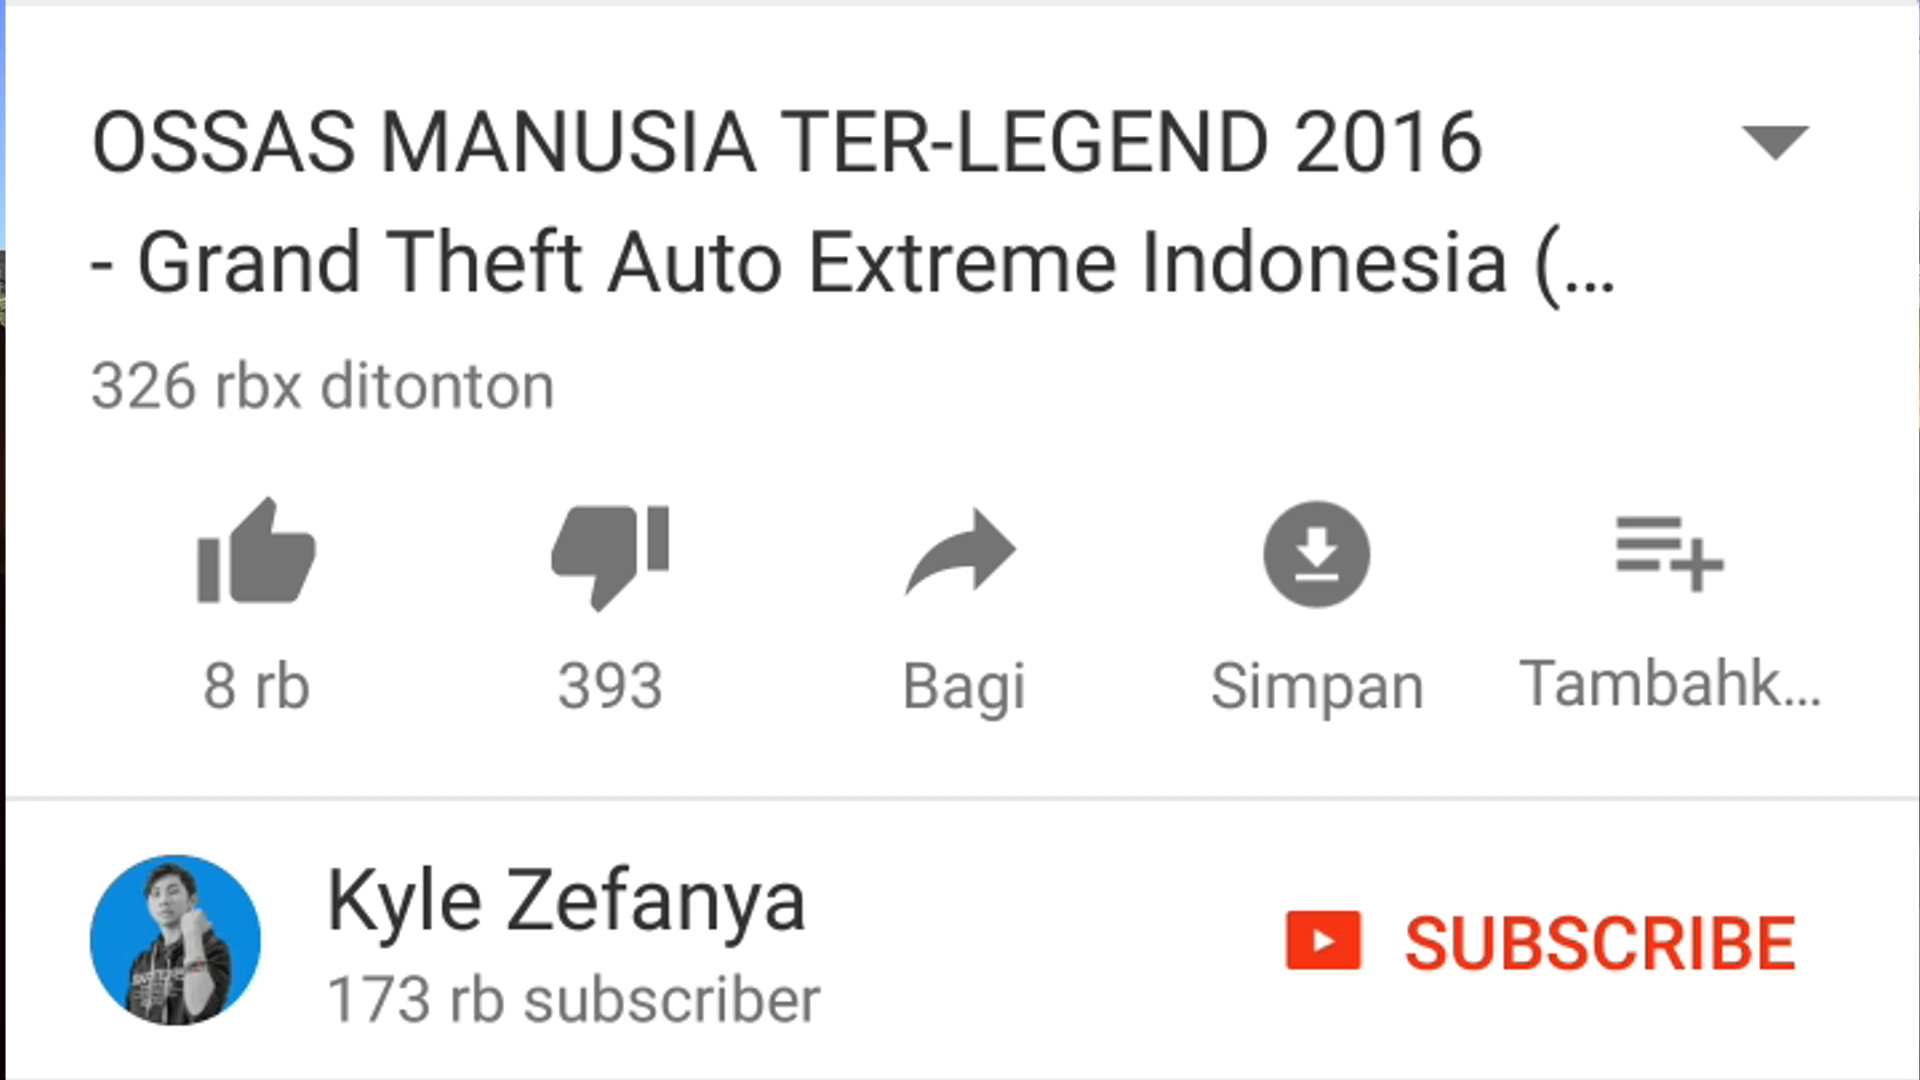 OSSAS MANUSIA TER-LEGEND 2016
- Grand Theft Auto Extreme Indonesia (...
326 rbx ditonton
8 rb
393
Bagi
Simpan
Tambahk...
Kyle Zefanya
173 rb subscriber
SUBSCRIBE